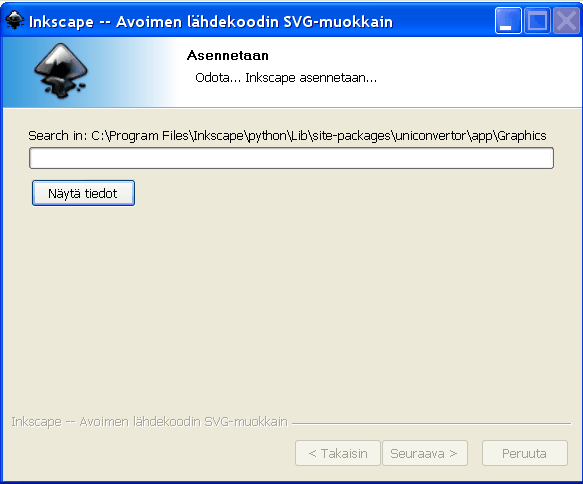 Inkscape -- Avoimen lähdekoodin SVG-muokkain
Asennetaan
Odota... Inkscape asennetaan...
Search in: C:\Program Files\Inkscape\python\Lib\site-packages\uniconvertor\app\Graphics
Näytä tiedot
Inkscape -- Avoimen lähdekoodin SVG-muokkain
< Takaisin
Seuraava >
Peruuta